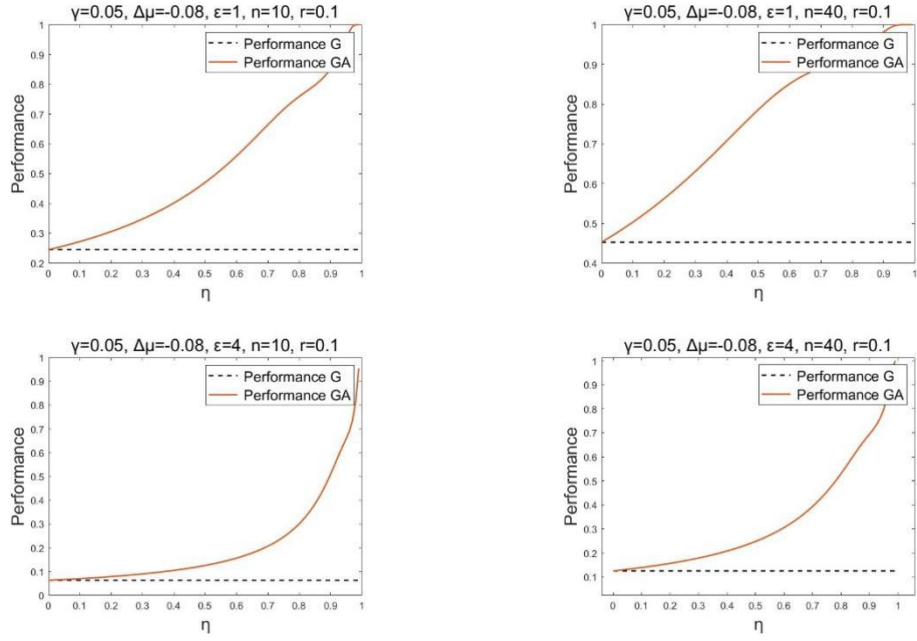 γ=0.05, Δμ=-0.08, ε=1, n=10, r=0.1
Performance G
Performance GA
Performance
1
0.9
0.8
0.7
0.6
0.5
0.4
0.3
0.2
0 0.1 0.2 0.3 0.4 0.5 0.6 0.7 0.8 0.9 1
η
γ=0.05, Δμ=-0.08, ε=1, n=40, r=0.1
Performance G
Performance GA
Performance
1
0.9
0.8
0.7
0.6
0.5
0.4
0 0.1 0.2 0.3 0.4 0.5 0.6 0.7 0.8 0.9 1
η
γ=0.05, Δμ=-0.08, ε=4, n=10, r=0.1
Performance G
Performance GA
Performance
1
0.9
0.8
0.7
0.6
0.5
0.4
0.3
0.2
0.1
0
0 0.1 0.2 0.3 0.4 0.5 0.6 0.7 0.8 0.9 1
η
γ=0.05, Δμ=-0.08, ε=4, n=40, r=0.1
Performance G
Performance GA
Performance
1
0.9
0.8
0.7
0.6
0.5
0.4
0.3
0.2
0.1
0 0.1 0.2 0.3 0.4 0.5 0.6 0.7 0.8 0.9 1
η